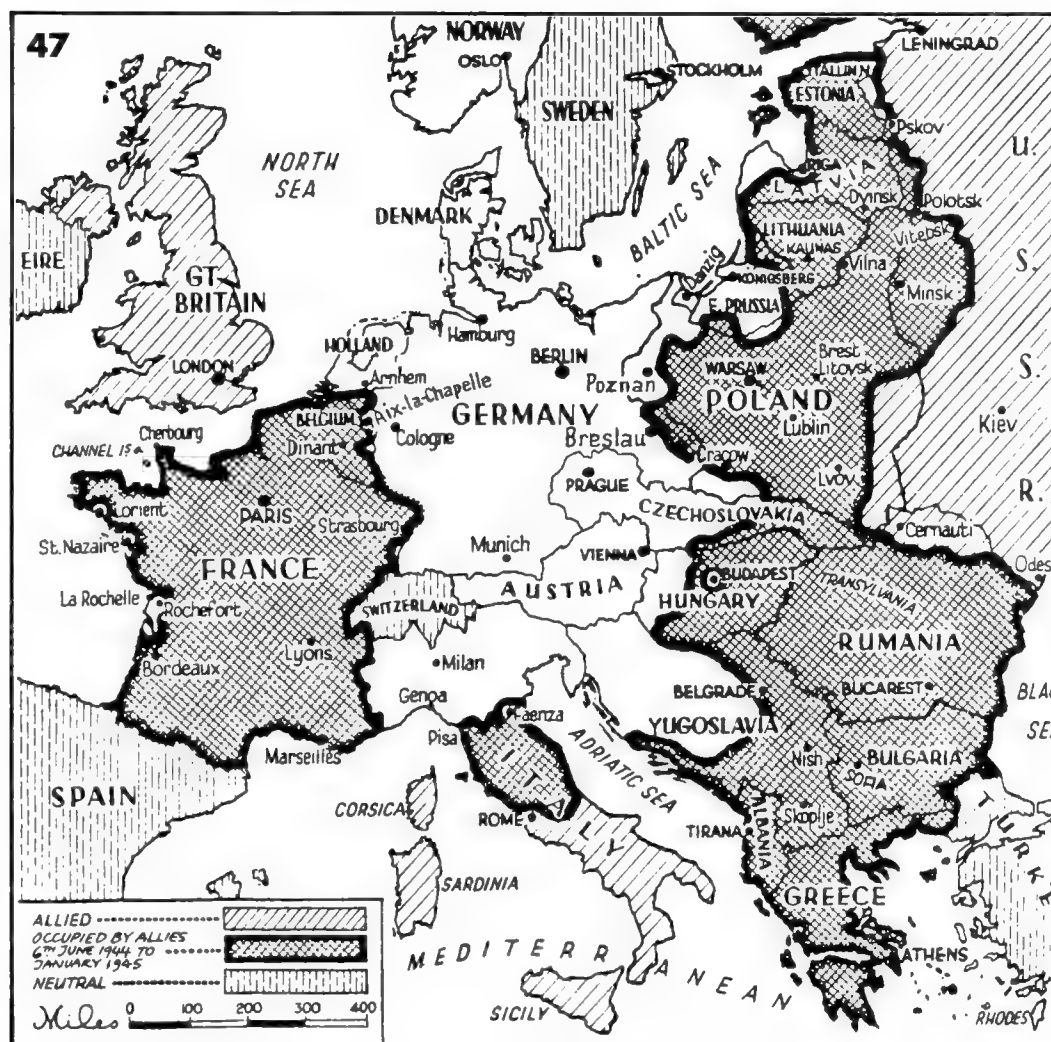 47
NORWAY
OSLO
LENINGRAD
STOCKHOLM
TALLINN
ESTONIA
SWEDEN
Pskov
NORTH
SEA
U.
RIGA
LATVIA
DENMARK
BALTIC SEA
Dvinsk
Polotsk
LITHUANIA
KAUNAS
Vitebsk
EIRE
GT.
BRITAIN
Danzig
KONIGSBERG
Vilna
S.
E. PRUSSIA
Minsk
Hamburg
HOLLAND
BERLIN
LONDON
Arnhem
Poznan
WARSAW
Brest
Litovsk
S.
Aix-la-Chapelle
GERMANY
POLAND
BELGIUM
Cologne
Lublin
Kiev
CHANNEL IS
Cherbourg
Dinant
Breslau
Cracow
PRAGUE
Lvov
R.
Lorient
PARIS
Strasbourg
CZECHOSLOVAKIA
Cernauti
St. Nazaire
Munich
VIENNA
Odes
FRANCE
AUSTRIA
BUDAPEST
TRANSYLVANIA
La Rochelle
Rochefort
SWITZERLAND
HUNGARY
RUMANIA
Bordeaux
Lyons
Milan
BELGRADE
BUCAREST
BLA
SE
Genoa
Faenza
YUGOSLAVIA
Marseilles
Pisa
ADRIATIC SEA
Nish
BULGARIA
SOFIA
SPAIN
ITALY
CORSICA
ROME
TIRANA
ALBANIA
Skoplje
TURKE
SARDINIA
GREECE
MEDITERRANEAN
ATHENS
SICILY
RHODES
ALLIED
OCCUPIED BY ALLIES
6TH JUNE 1944 TO
JANUARY 1945
NEUTRAL
Miles 0 100 200 300 400